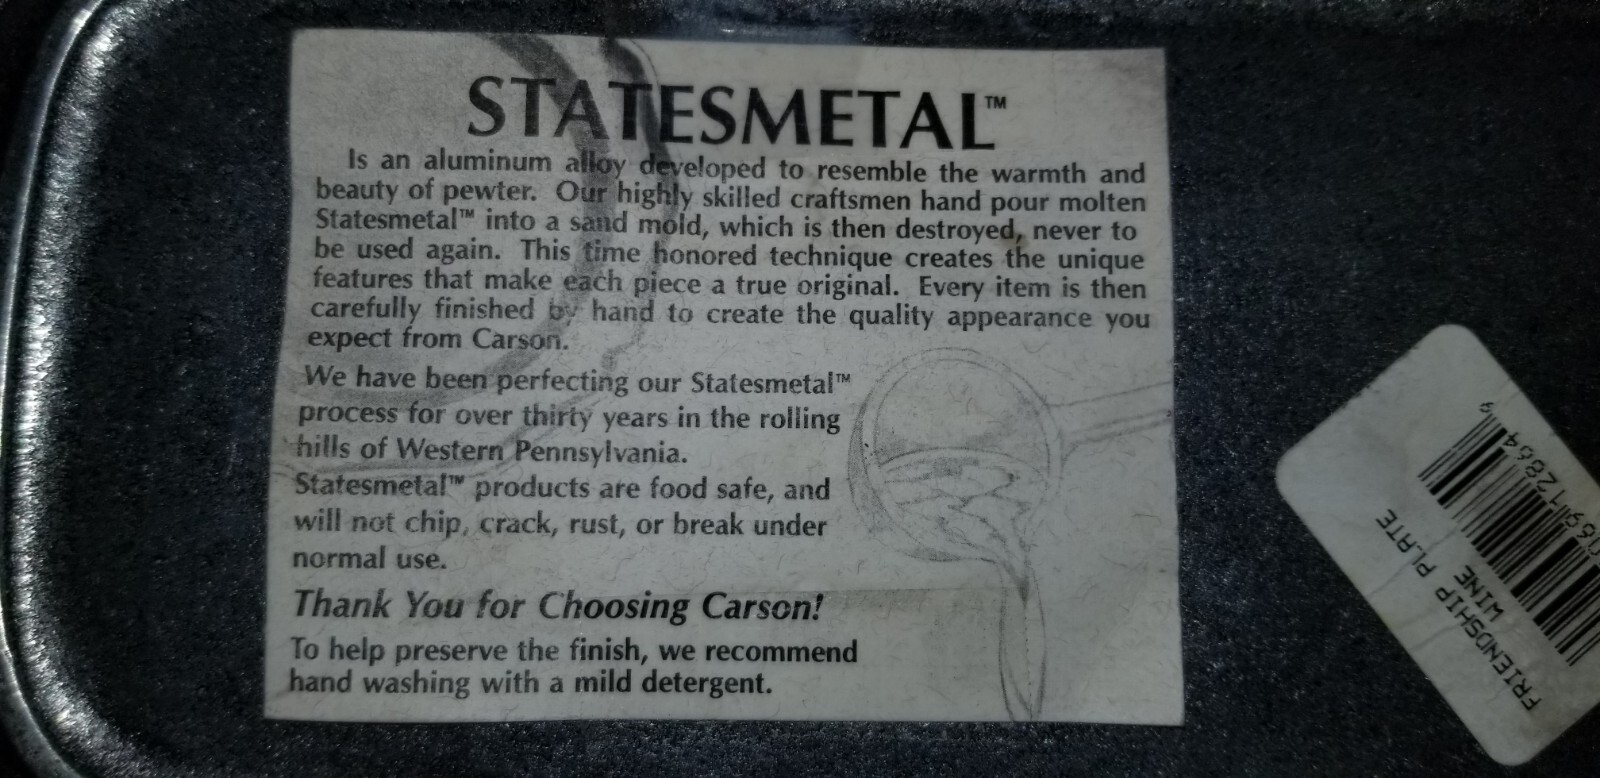 STATESMETAL™
Is an aluminum alloy developed to resemble the warmth and
beauty of pewter. Our highly skilled craftsmen hand pour molten
Statesmetal™ into a sand mold, which is then destroyed, never to
be used again. This time honored technique creates the unique
features that make each piece a true original. Every item is then
carefully finished by hand to create the quality appearance you
expect from Carson.
We have been perfecting our Statesmetal™
process for over thirty years in the rolling
hills of Western Pennsylvania.
Statesmetal™ products are food safe, and
will not chip, crack, rust, or break under
normal use.
Thank You for Choosing Carson!
To help preserve the finish, we recommend
hand washing with a mild detergent.
FRIENDSHIP PLATE
WINE